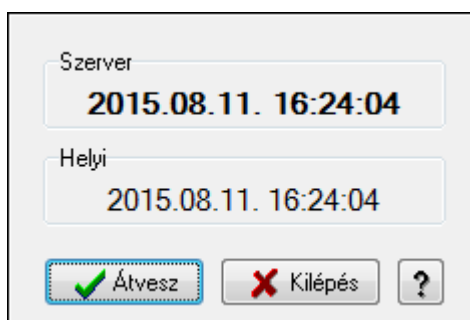 Szerver
2015.08.11. 16:24:04
Helyi
2015.08.11. 16:24:04
Átvesz Kilépés ?